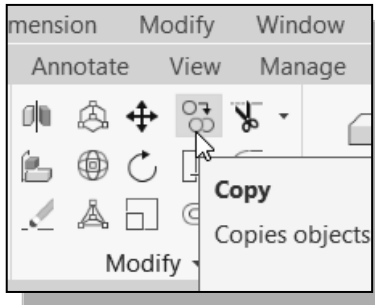 mension Modify Window
Annotate View Manage
Copy
Copies objects
Modify